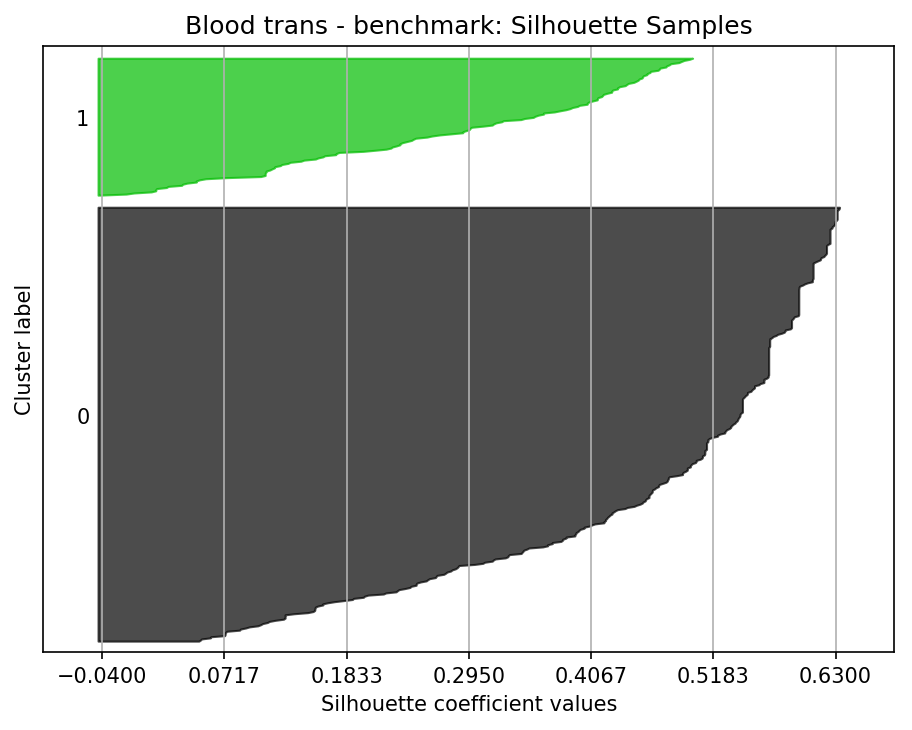 Blood trans - benchmark: Silhouette Samples
1
Cluster label
0
−0.0400 0.0717 0.1833 0.2950 0.4067 0.5183 0.6300
Silhouette coefficient values